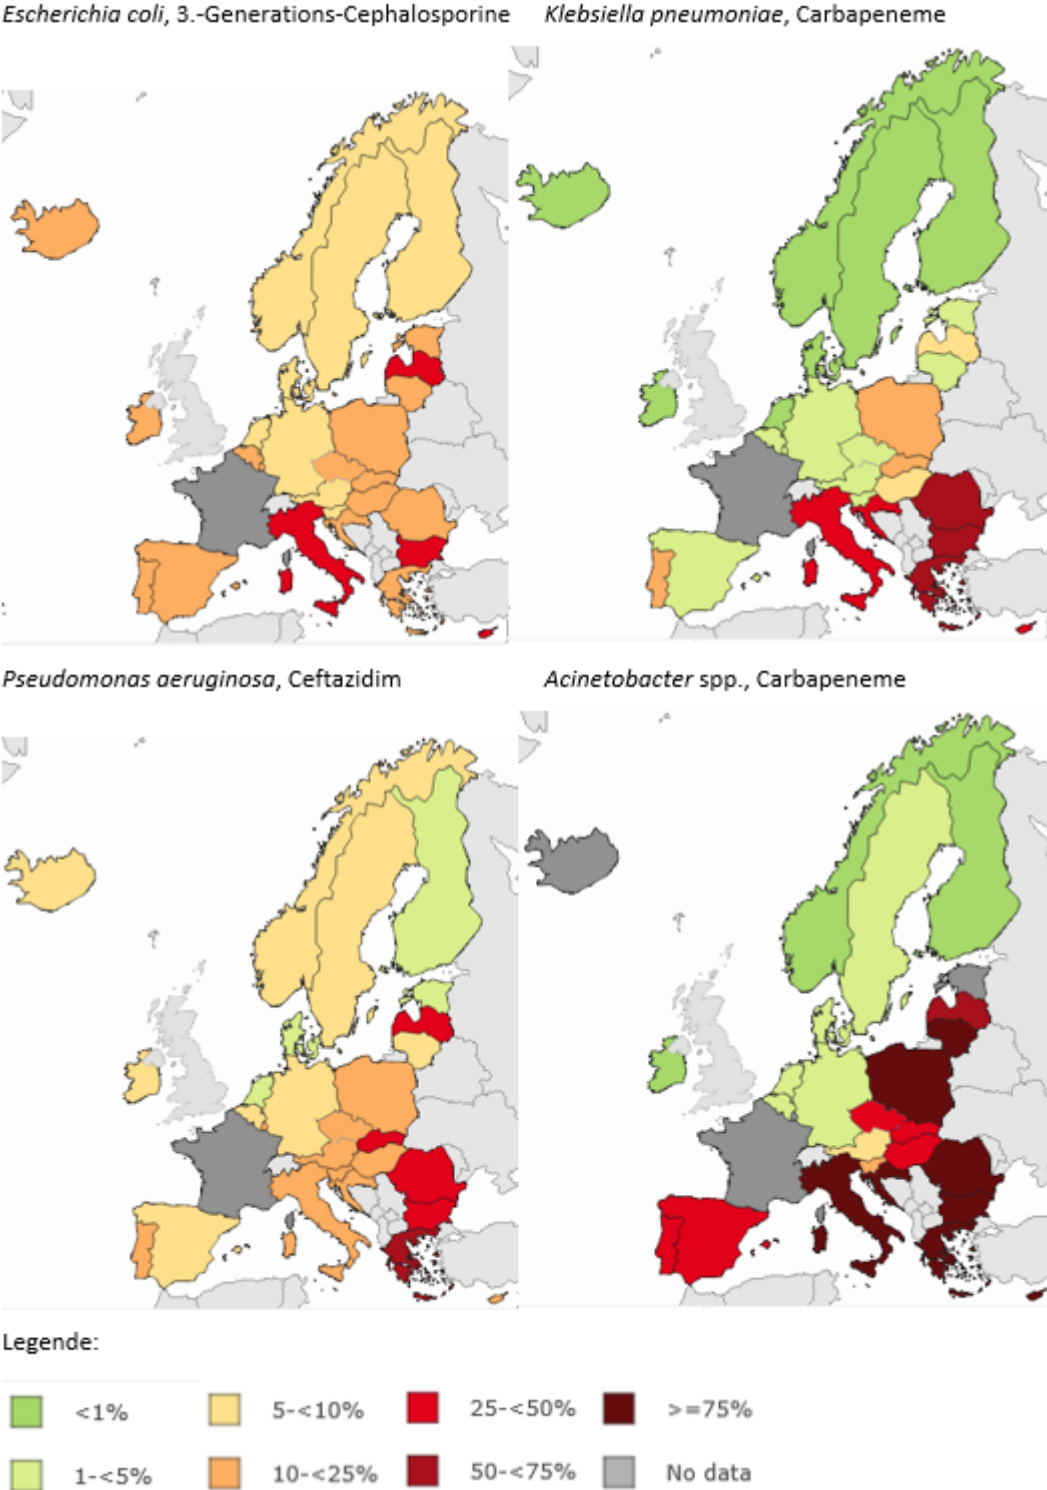 Escherichia coli, 3.-Generations-Cephalosporine
Klebsiella pneumoniae, Carbapeneme
Pseudomonas aeruginosa, Ceftazidim
Acinetobacter spp., Carbapeneme
Legende:
<1%
5-<10%
25-<50%
>=75%
1-<5%
10-<25%
50-<75%
No data